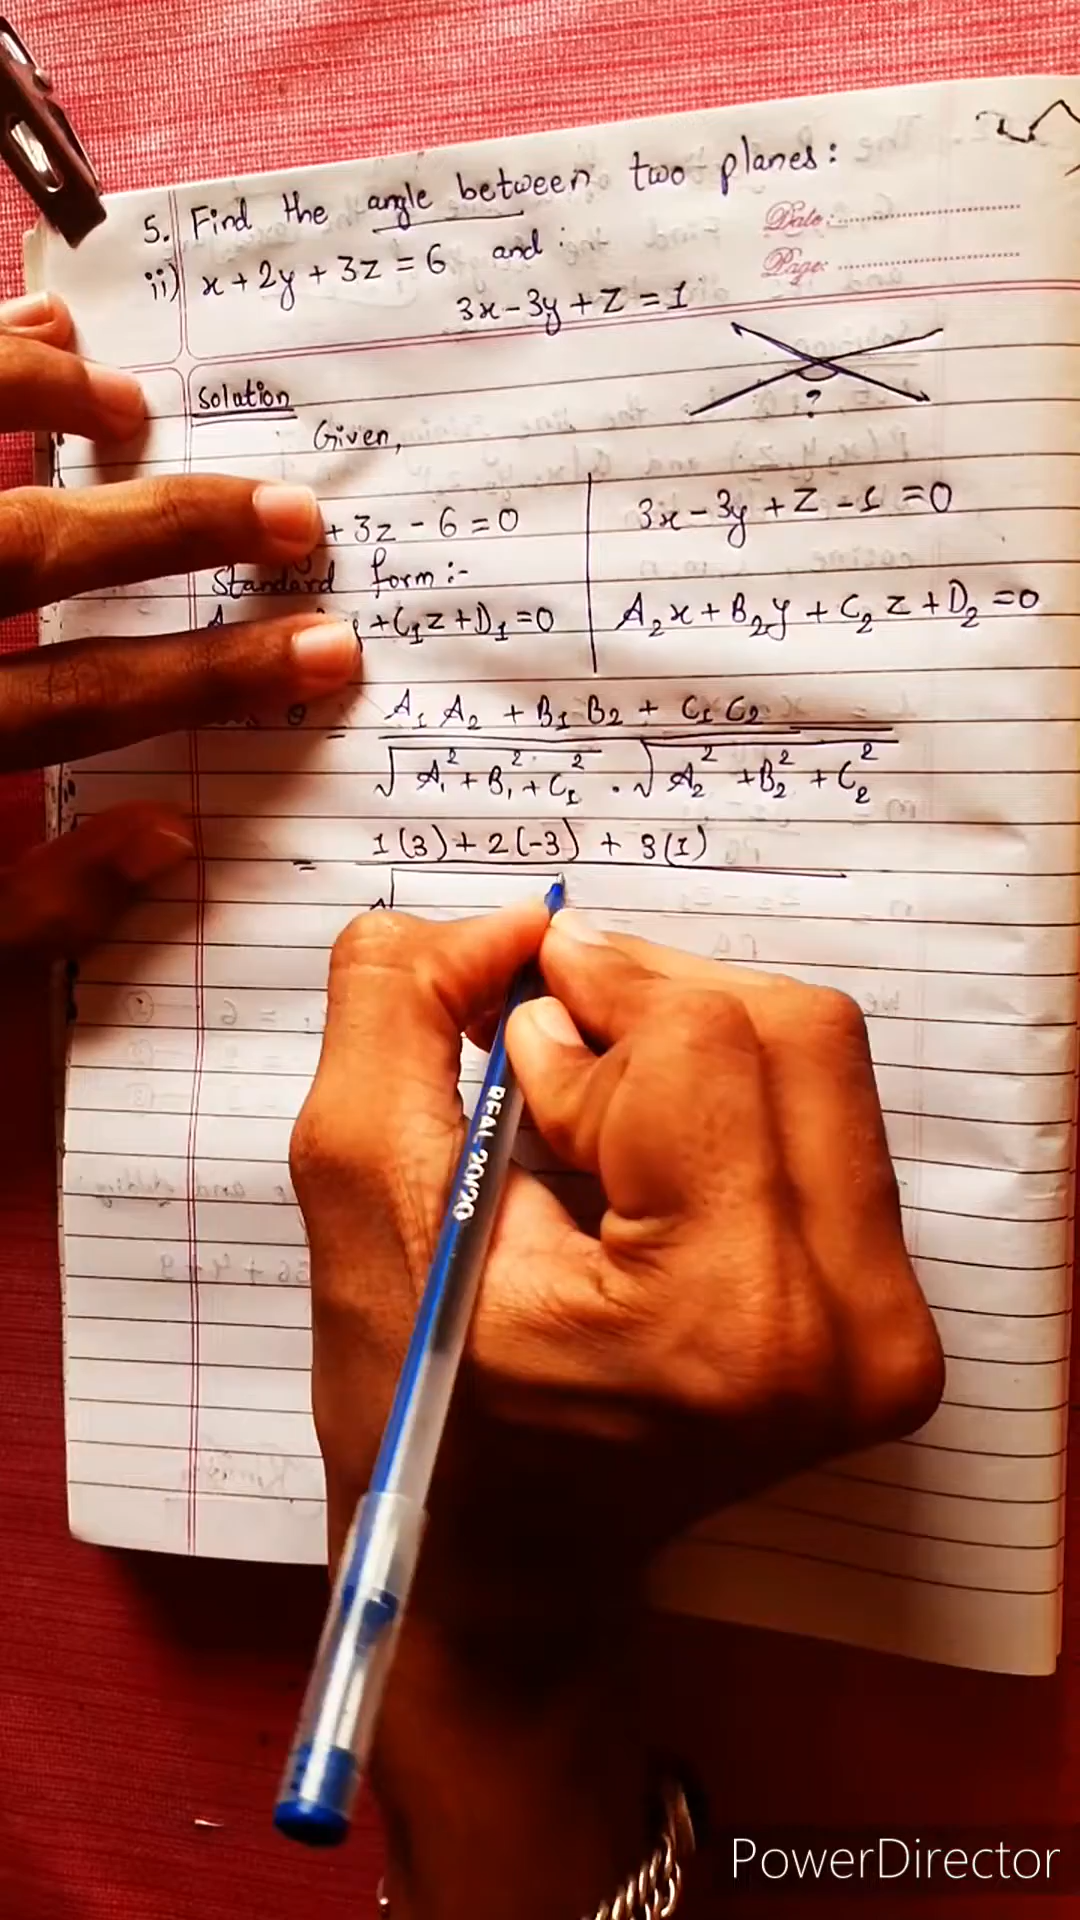 5. Find the angle between two planes:
Date:
ii) x + 2y + 3z = 6 and :
Page:
3x - 3y + z = 1
Solution
?
Given,
+ 3z - 6 = 0
3x - 3y + z - 1 = 0
Standard form :-
+ C₁z + D₁ = 0
A₂x + B₂y + C₂z + D₂ = 0
θ = A₁A₂ + B₁B₂ + C₁C₂
√A₁² + B₁² + C₁² . √A₂² + B₂² + C₂²
= 1(3) + 2(-3) + 3(1)
√
REAL 20/20
PowerDirector